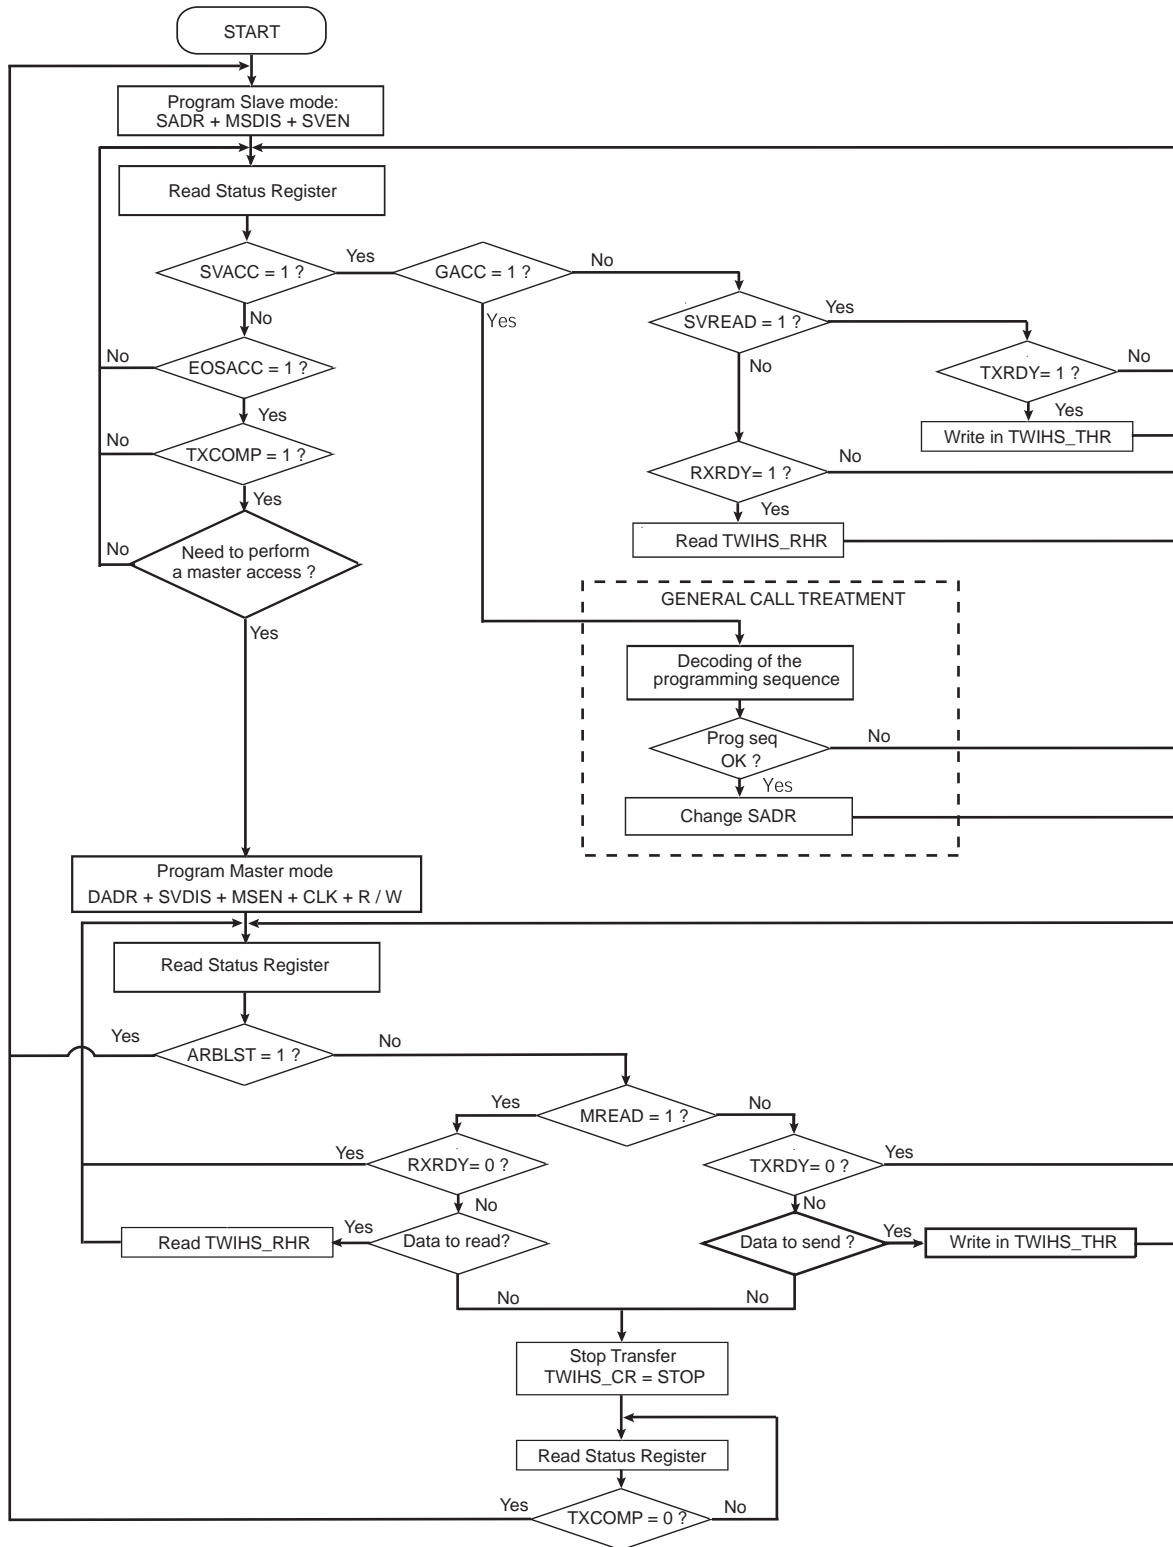 START
Program Slave mode:
SADR + MSDIS + SVEN
Read Status Register
SVACC = 1 ?
Yes
GACC = 1 ?
No
SVREAD = 1 ?
Yes
No
Yes
No
EOSACC = 1 ?
No
TXRDY= 1 ?
No
Yes
Yes
Write in TWIHS_THR
No
TXCOMP = 1 ?
RXRDY= 1 ?
No
Yes
Yes
Read TWIHS_RHR
No
Need to perform
a master access ?
GENERAL CALL TREATMENT
Yes
Decoding of the
programming sequence
Prog seq
OK ?
No
Yes
Change SADR
Program Master mode
DADR + SVDIS + MSEN + CLK + R / W
Read Status Register
Yes
ARBLST = 1 ?
No
Yes
MREAD = 1 ?
No
Yes
RXRDY= 0 ?
TXRDY= 0 ?
Yes
No
No
Read TWIHS_RHR
Yes
Data to read?
Data to send ?
Yes
Write in TWIHS_THR
No
No
Stop Transfer
TWIHS_CR = STOP
Read Status Register
Yes
TXCOMP = 0 ?
No